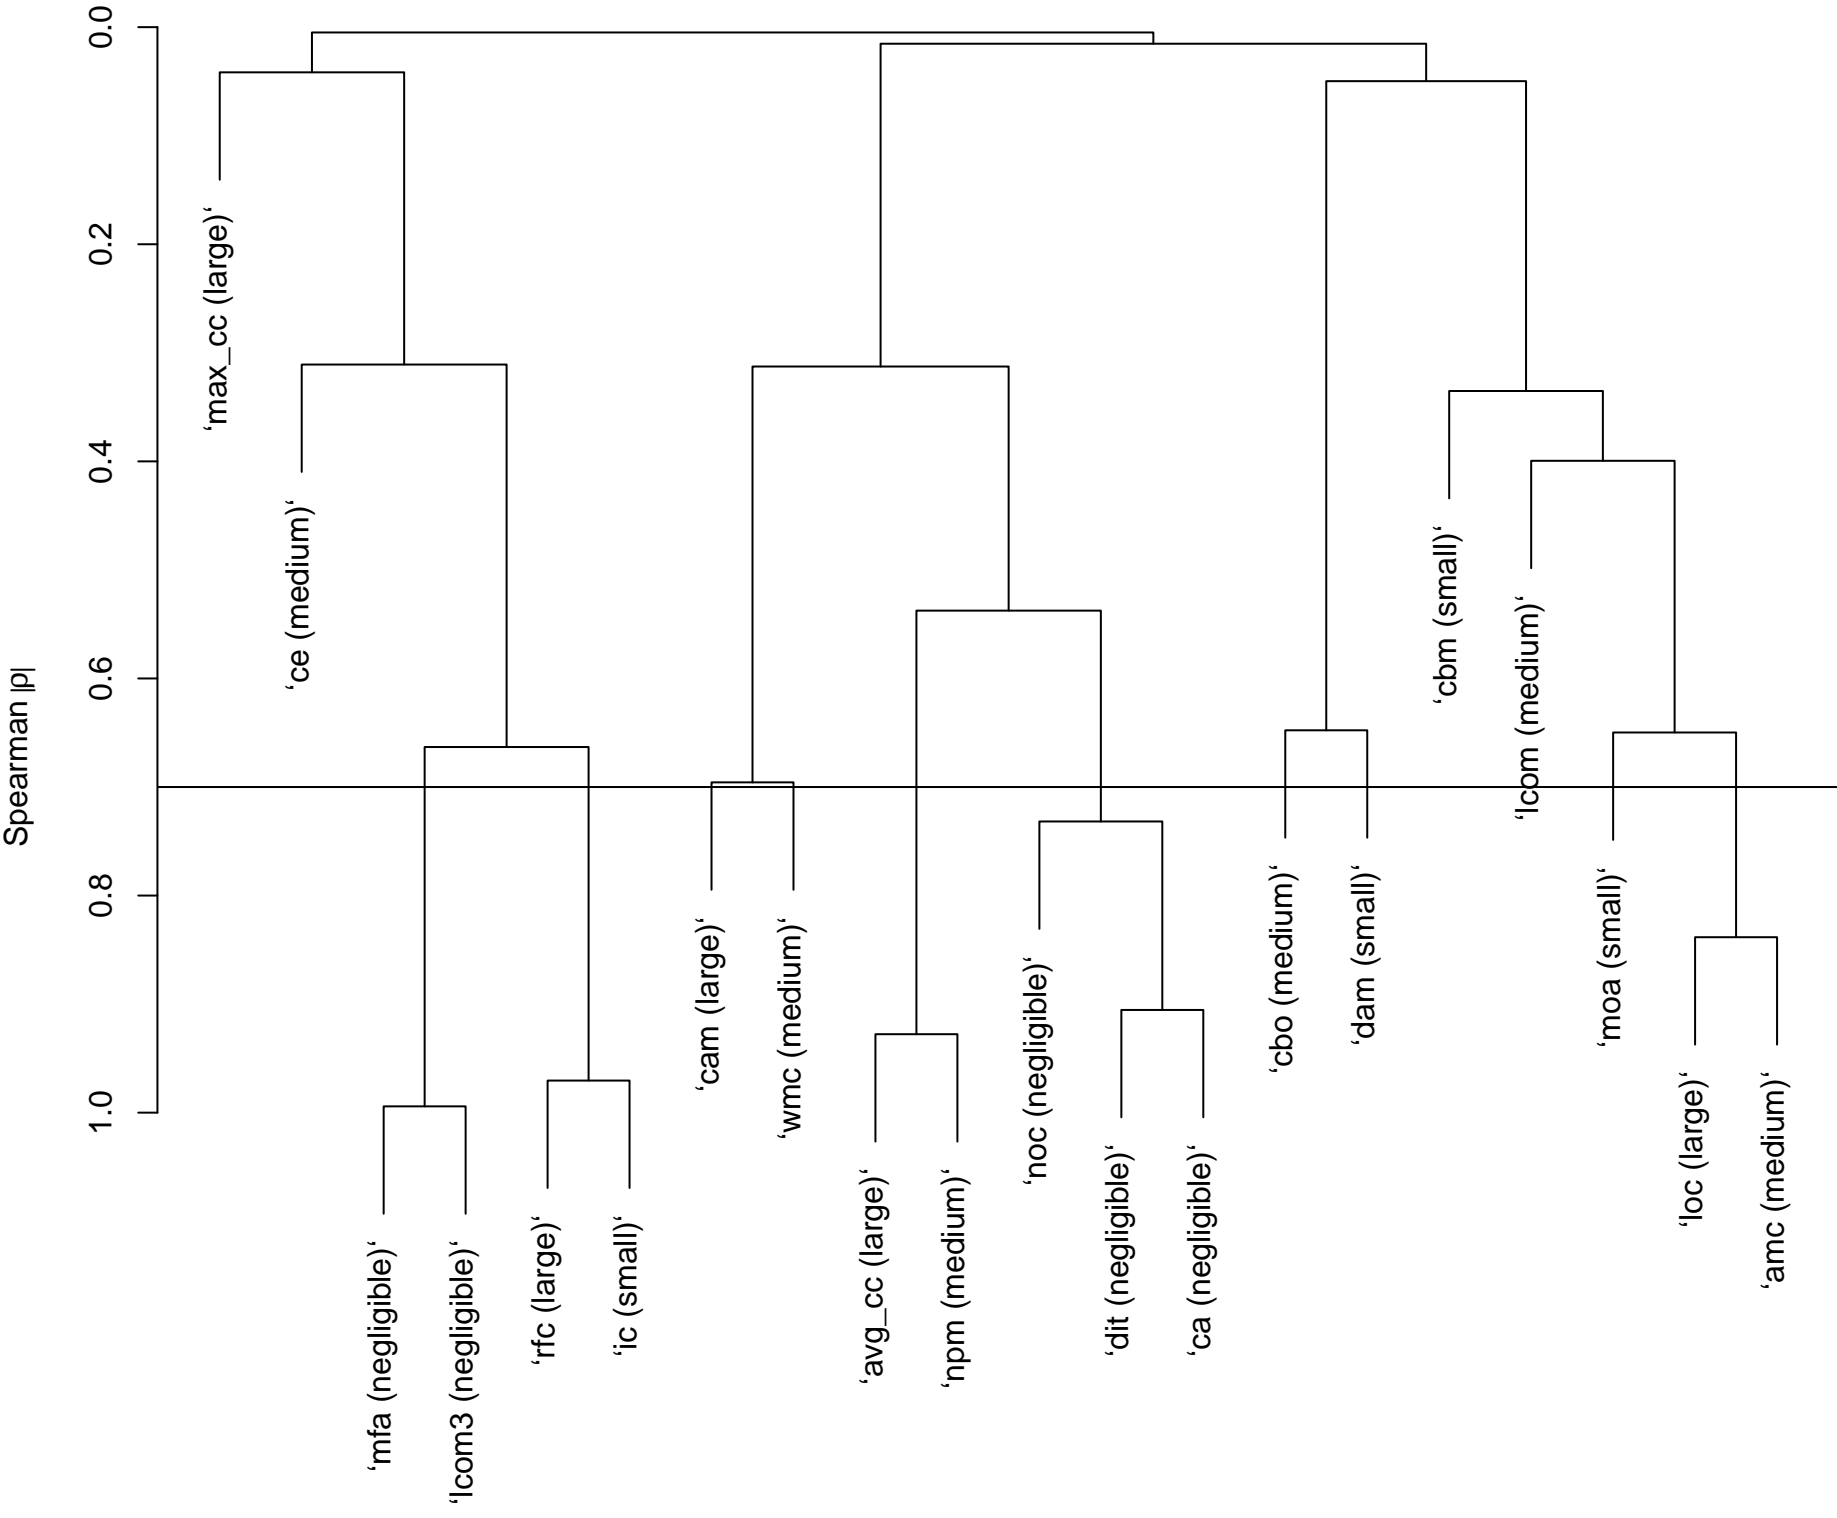 Spearman |ρ|
0.0
0.2
0.4
0.6
0.8
1.0
‘max_cc (large)‘
‘ce (medium)‘
‘mfa (negligible)‘
‘lcom3 (negligible)‘
‘rfc (large)‘
‘ic (small)‘
‘cam (large)‘
‘wmc (medium)‘
‘avg_cc (large)‘
‘npm (medium)‘
‘noc (negligible)‘
‘dit (negligible)‘
‘ca (negligible)‘
‘cbo (medium)‘
‘dam (small)‘
‘cbm (small)‘
‘lcom (medium)‘
‘moa (small)‘
‘loc (large)‘
‘amc (medium)‘